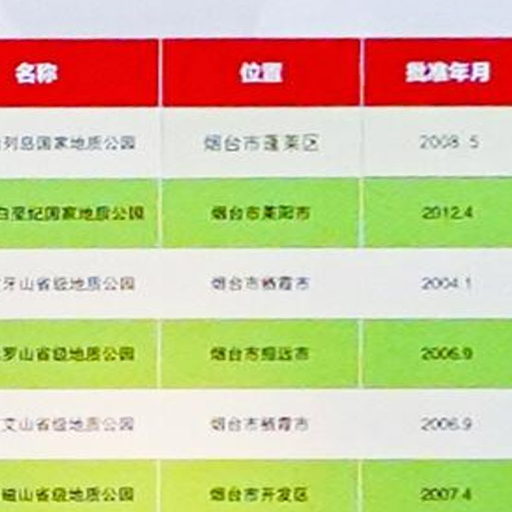 名称 位置 批准年月
列岛国家地质公园 烟台市蓬莱区 2008.5
白垩纪国家地质公园 烟台市莱阳市 2012.4
牙山省级地质公园 烟台市栖霞市 2004.1
罗山省级地质公园 烟台市招远市 2006.9
艾山省级地质公园 烟台市栖霞市 2006.9
磁山省级地质公园 烟台市开发区 2007.4